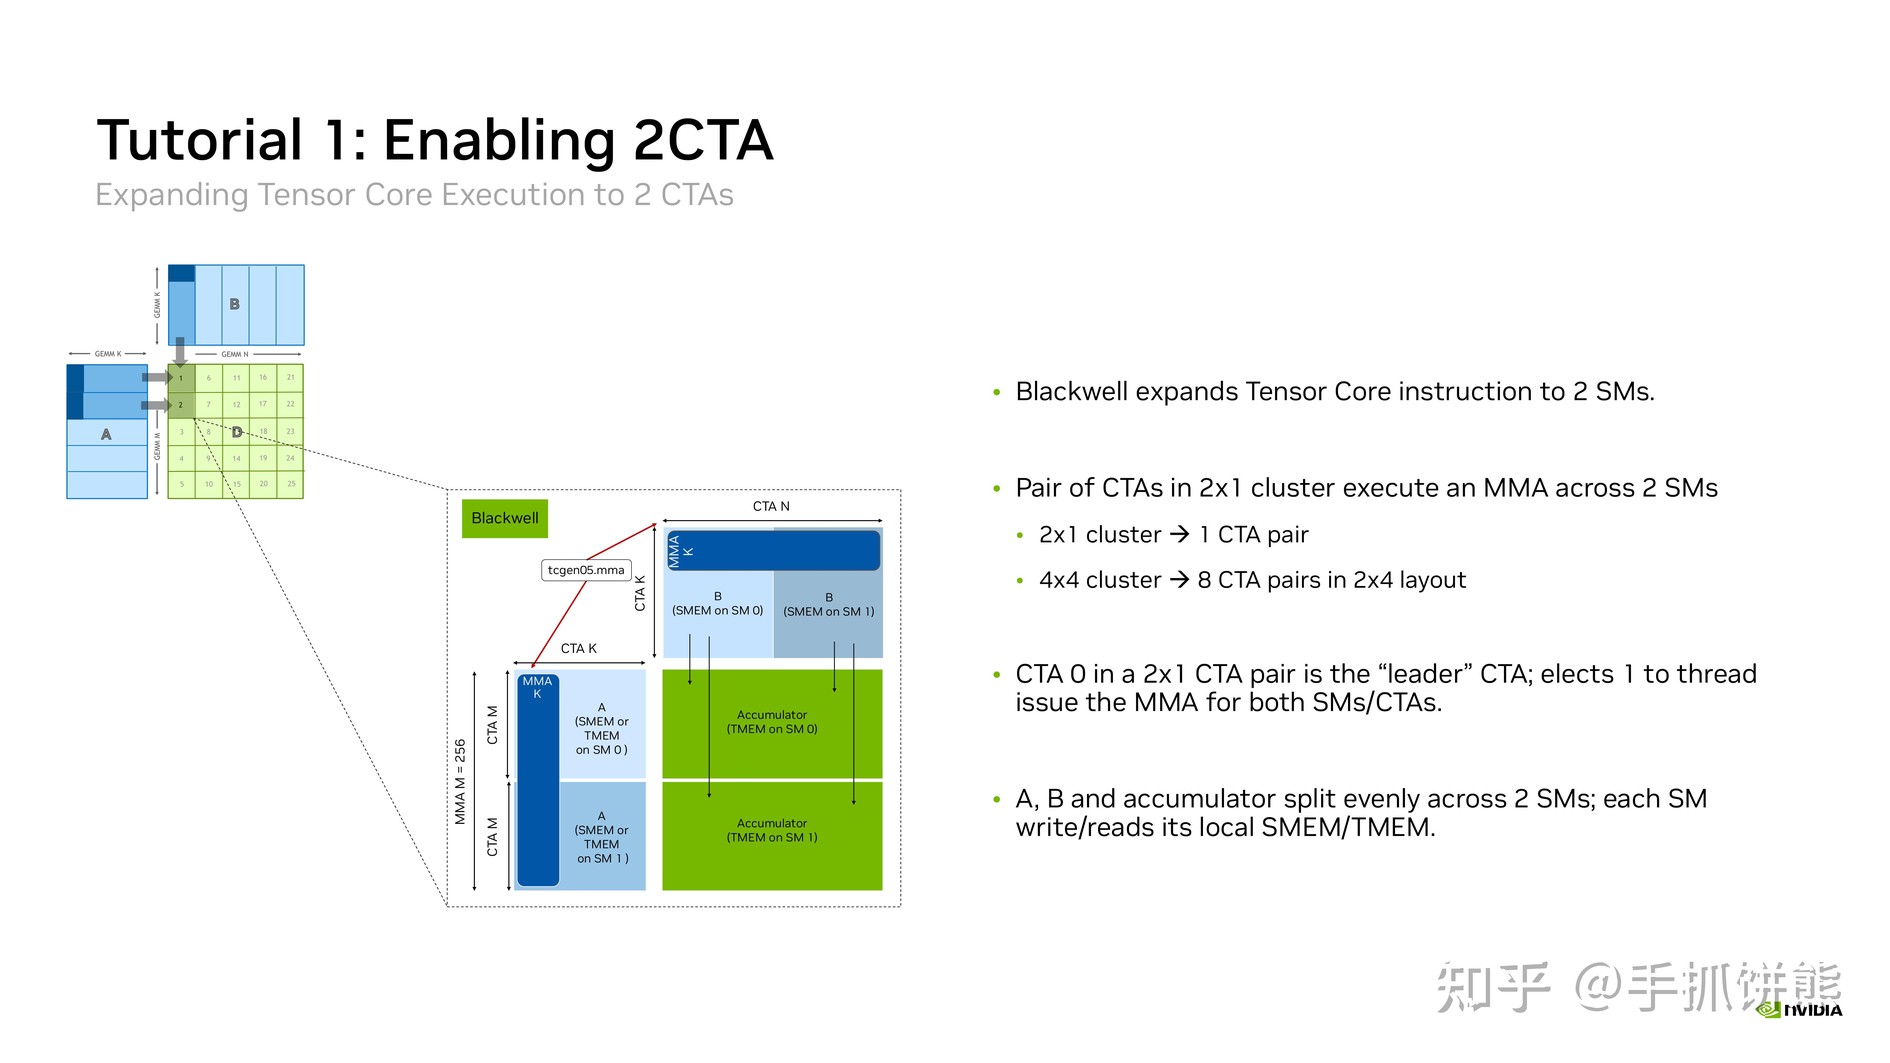 Tutorial 1: Enabling 2CTA
Expanding Tensor Core Execution to 2 CTAs
GEMM K
B
GEMM K
GEMM N
A
GEMM M
D
1 6 11 16 21
2 7 12 17 22
3 8 18 23
4 9 14 19 24
5 10 15 20 25
Blackwell
CTA N
tcgen05.mma
CTA K
MMA
K
B
(SMEM on SM 0)
B
(SMEM on SM 1)
CTA K
MMA M = 256
CTA M
MMA
K
A
(SMEM or
TMEM
on SM 0 )
Accumulator
(TMEM on SM 0)
CTA M
A
(SMEM or
TMEM
on SM 1 )
Accumulator
(TMEM on SM 1)
• Blackwell expands Tensor Core instruction to 2 SMs.
• Pair of CTAs in 2x1 cluster execute an MMA across 2 SMs
• 2x1 cluster → 1 CTA pair
• 4x4 cluster → 8 CTA pairs in 2x4 layout
• CTA 0 in a 2x1 CTA pair is the “leader” CTA; elects 1 to thread
issue the MMA for both SMs/CTAs.
• A, B and accumulator split evenly across 2 SMs; each SM
write/reads its local SMEM/TMEM.
知乎 @手抓饼熊
NVIDIA